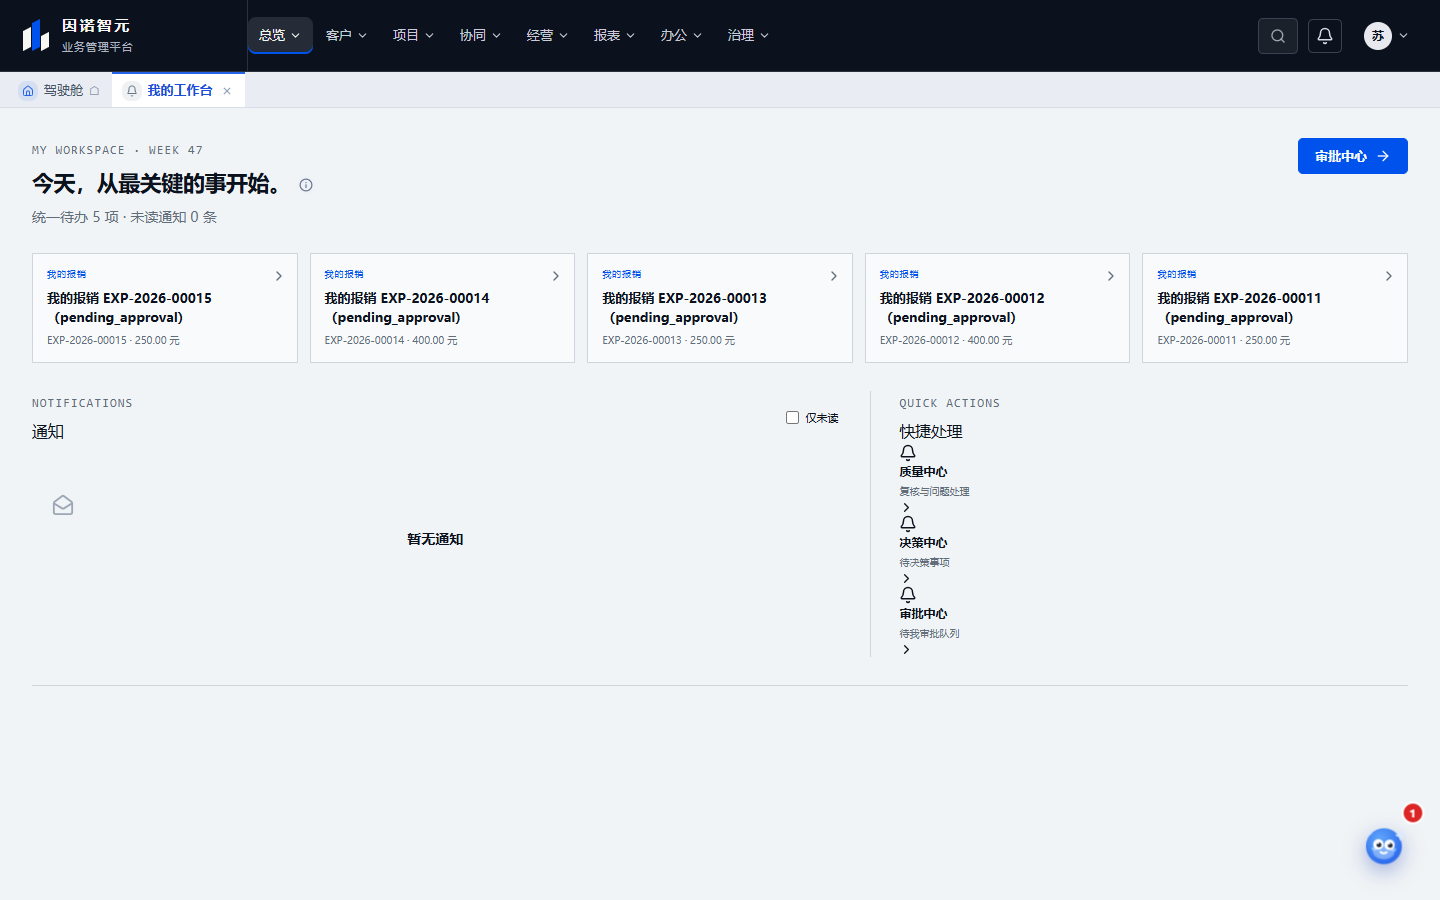 因诺智元
业务管理平台
总览
客户
项目
协同
经营
报表
办公
治理
苏
驾驶舱
我的工作台
MY WORKSPACE · WEEK 47
今天，从最关键的事开始。
统一待办 5 项 · 未读通知 0 条
审批中心
我的报销
我的报销 EXP-2026-00015
（pending_approval）
EXP-2026-00015 · 250.00 元
我的报销
我的报销 EXP-2026-00014
（pending_approval）
EXP-2026-00014 · 400.00 元
我的报销
我的报销 EXP-2026-00013
（pending_approval）
EXP-2026-00013 · 250.00 元
我的报销
我的报销 EXP-2026-00012
（pending_approval）
EXP-2026-00012 · 400.00 元
我的报销
我的报销 EXP-2026-00011
（pending_approval）
EXP-2026-00011 · 250.00 元
NOTIFICATIONS
通知
仅未读
暂无通知
QUICK ACTIONS
快捷处理
质量中心
复核与问题处理
决策中心
待决策事项
审批中心
待我审批队列
1